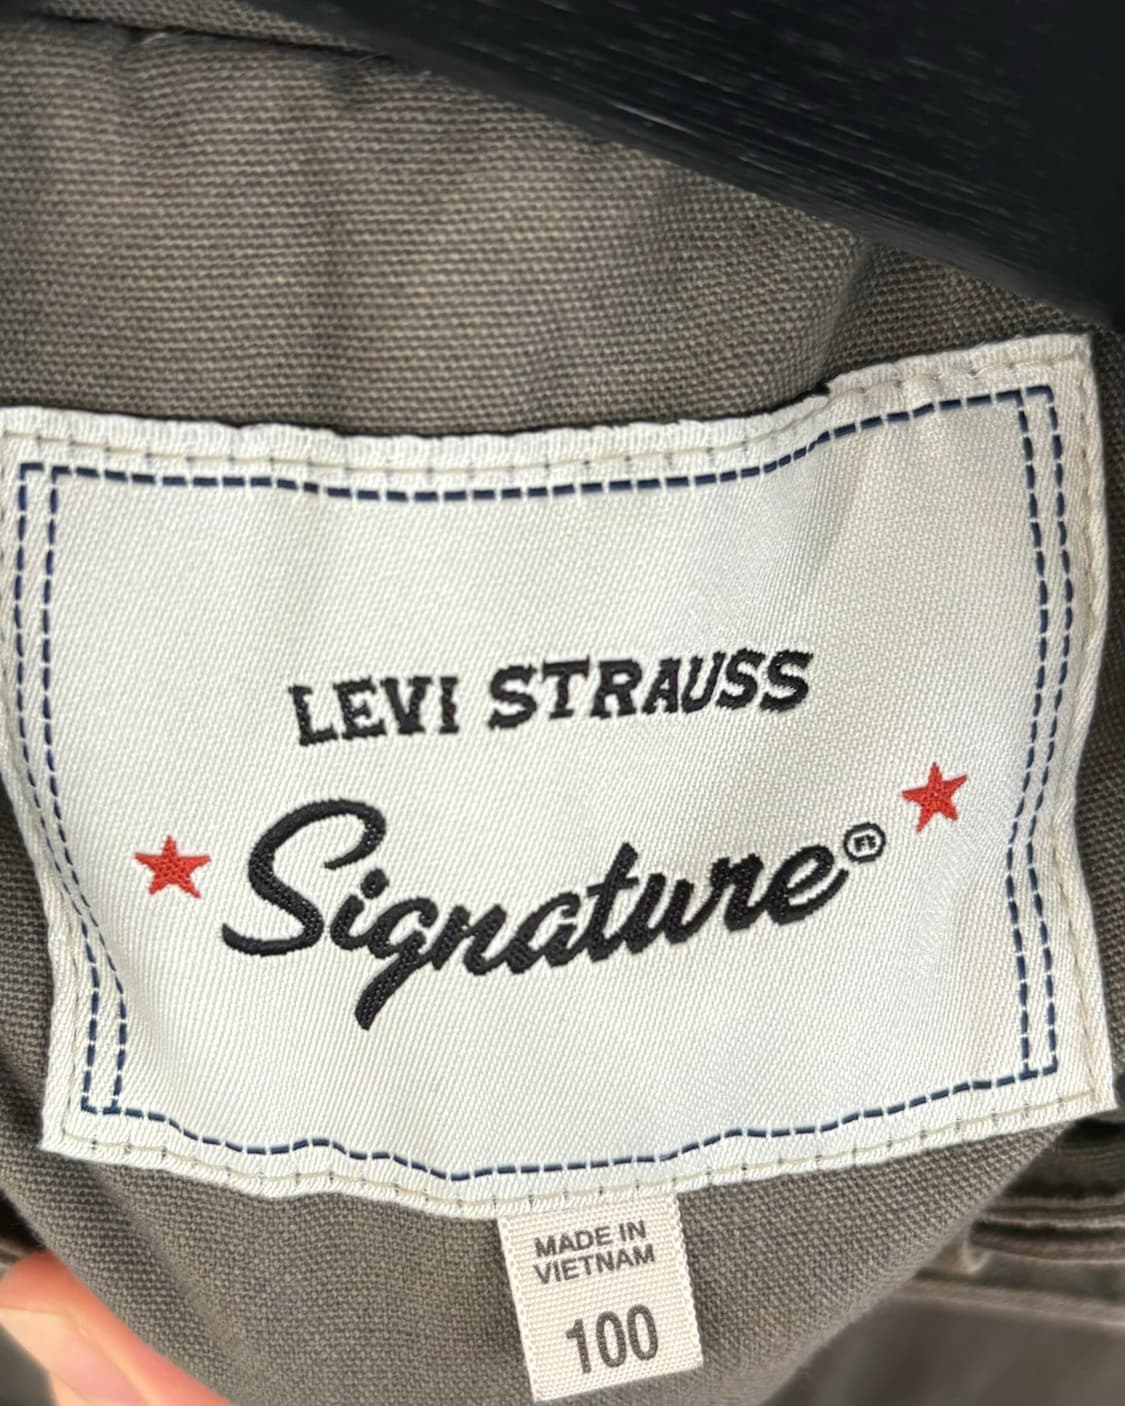 LEVI STRAUSS
Signature®
MADE IN
VIETNAM
100